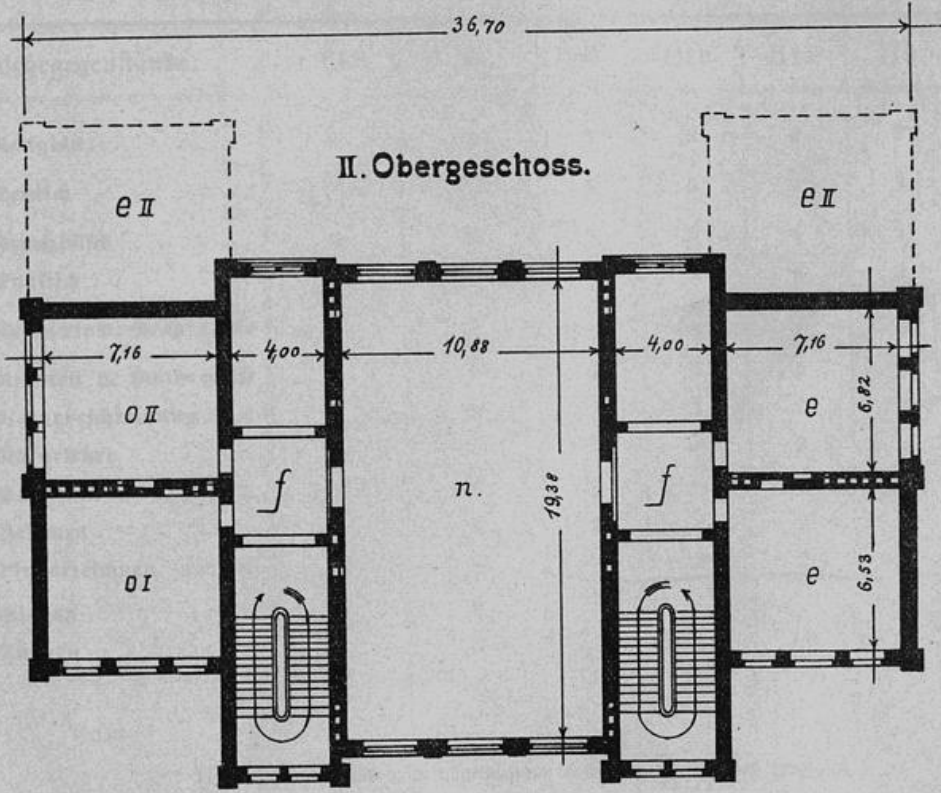 36,70
II. Obergeschoss.
e II
e II
7,16
4,00
10,88
4,00
7,16
o II
e
6,82
f
n.
19,38
f
o I
e
6,53